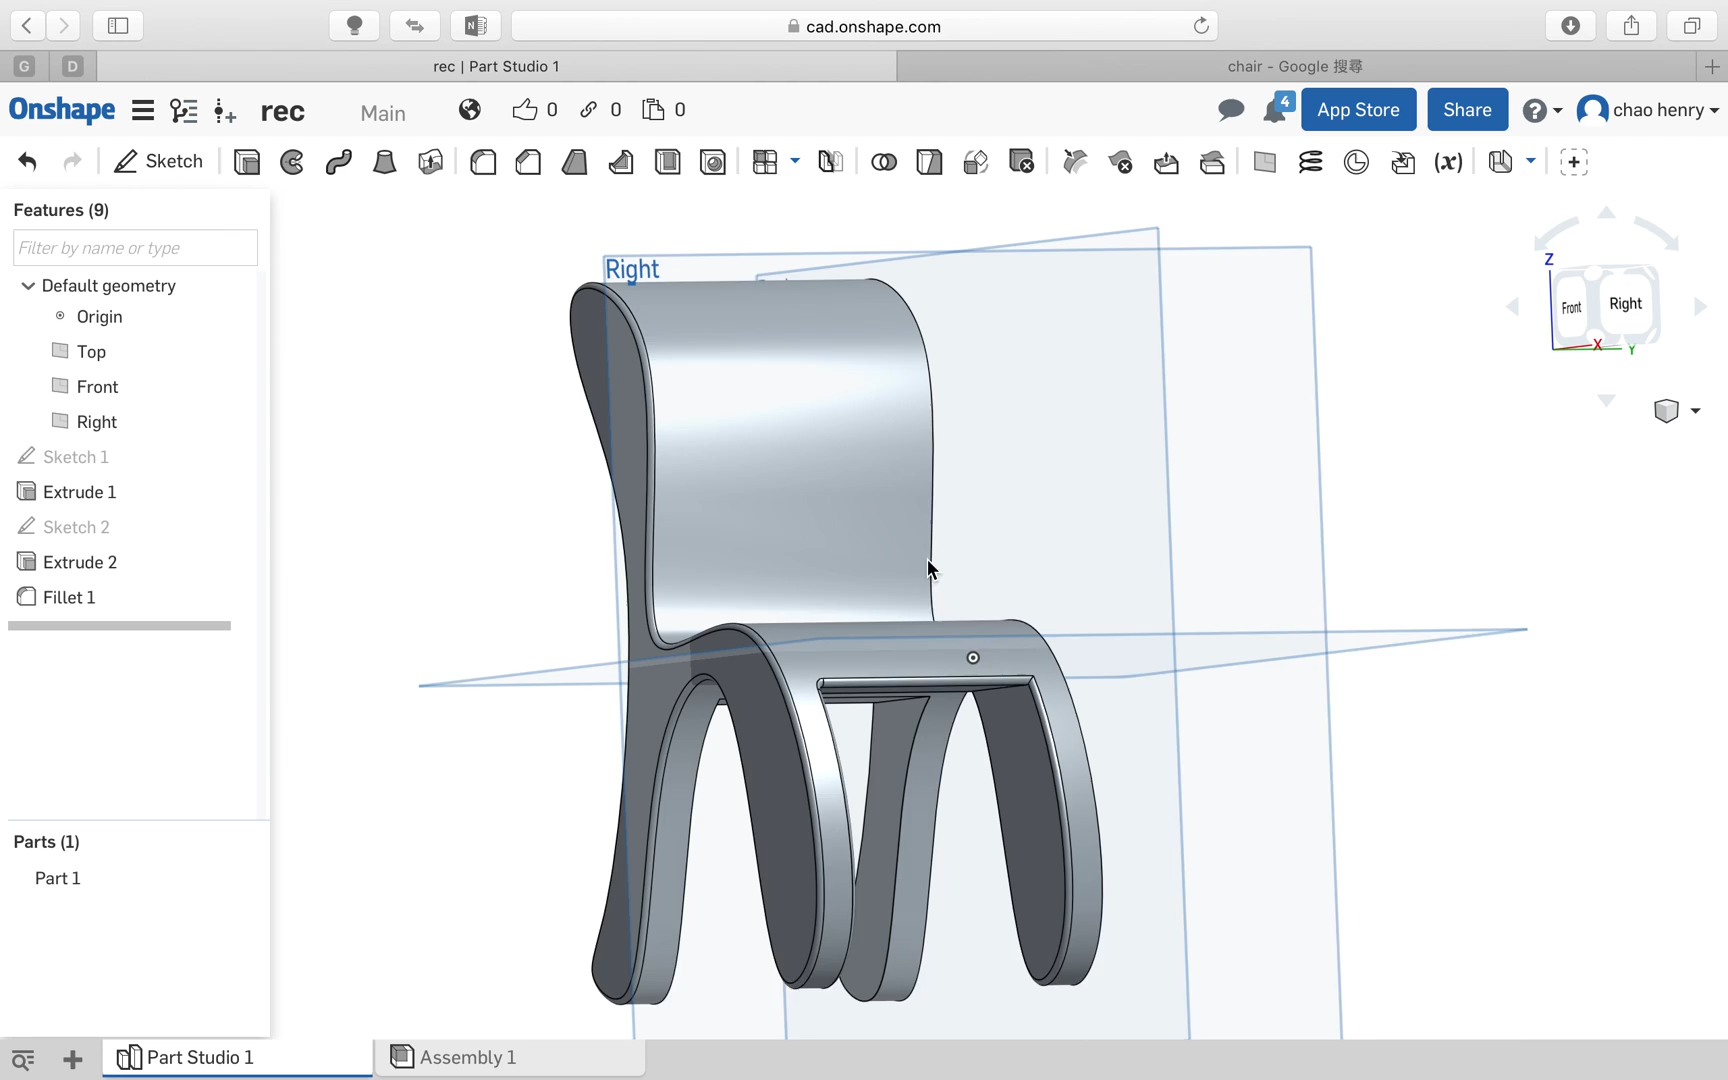 cad.onshape.com
G
D
rec | Part Studio 1
chair - Google 搜尋
Onshape
rec
Main
0
0
0
4
App Store
Share
chao henry
Sketch
(x)
Features (9)
Filter by name or type
Default geometry
Origin
Top
Front
Right
Sketch 1
Extrude 1
Sketch 2
Extrude 2
Fillet 1
Parts (1)
Part 1
Right
Z
Front
Right
X
Y
Part Studio 1
Assembly 1